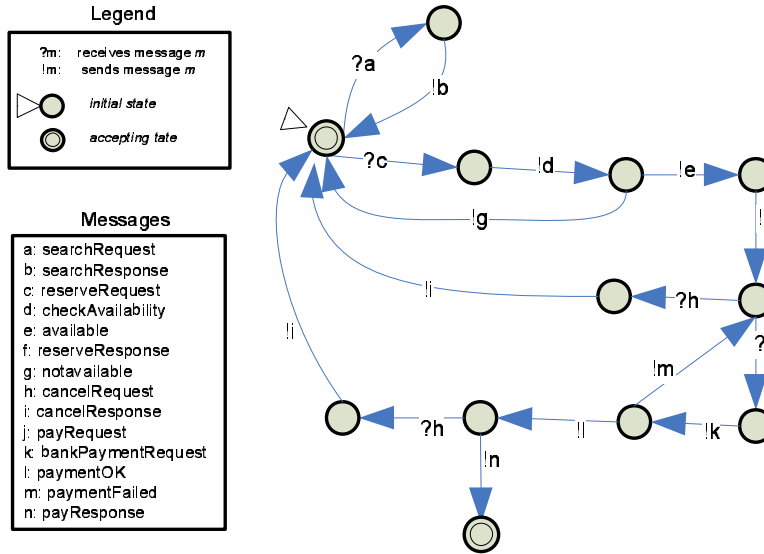 Legend
?m: receives message m
!m: sends message m
initial state
accepting tate
Messages
a: searchRequest
b: searchResponse
c: reserveRequest
d: checkAvailability
e: available
f: reserveResponse
g: notavailable
h: cancelRequest
i: cancelResponse
j: payRequest
k: bankPaymentRequest
l: paymentOK
m: paymentFailed
n: payResponse
?a
!b
?c
!d
!e
!g
!
!i
?h
?
!m
!i
?h
!l
!k
!n